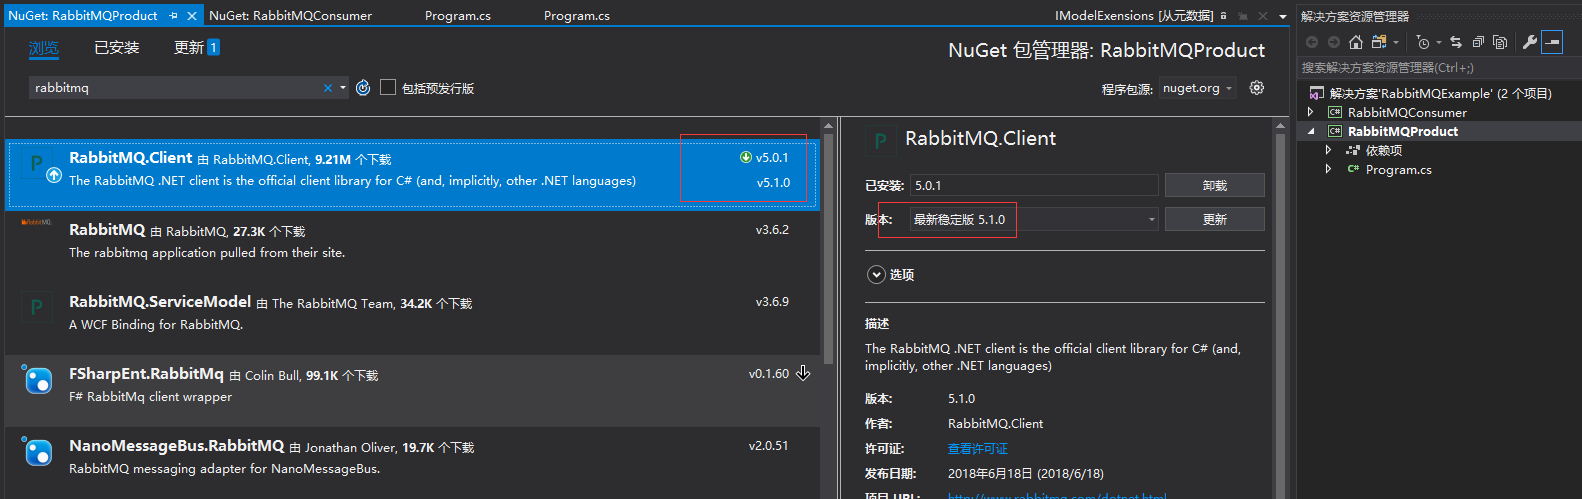 NuGet: RabbitMQProduct
NuGet: RabbitMQConsumer
Program.cs
Program.cs
IModelExensions [从元数据]
浏览
已安装
更新 1
NuGet 包管理器: RabbitMQProduct
rabbitmq
包括预发行版
程序包源: nuget.org
RabbitMQ.Client 由 RabbitMQ.Client, 9.21M 个下载
v5.0.1
The RabbitMQ .NET client is the official client library for C# (and, implicitly, other .NET languages)
v5.1.0
RabbitMQ 由 RabbitMQ, 27.3K 个下载
v3.6.2
The rabbitmq application pulled from their site.
RabbitMQ.ServiceModel 由 The RabbitMQ Team, 34.2K 个下载
v3.6.9
A WCF Binding for RabbitMQ.
FSharpEnt.RabbitMq 由 Colin Bull, 99.1K 个下载
v0.1.60
F# RabbitMq client wrapper
NanoMessageBus.RabbitMQ 由 Jonathan Oliver, 19.7K 个下载
v2.0.51
RabbitMQ messaging adapter for NanoMessageBus.
RabbitMQ.Client
已安装: 5.0.1
卸载
版本: 最新稳定版 5.1.0
更新
选项
描述
The RabbitMQ .NET client is the official client library for C# (and,
implicitly, other .NET languages)
版本: 5.1.0
作者: RabbitMQ.Client
许可证: 查看许可证
发布日期: 2018年6月18日 (2018/6/18)
项目 URL: http://www.rabbitmq.com/dotnet.html
解决方案资源管理器
搜索解决方案资源管理器(Ctrl+;)
解决方案'RabbitMQExample' (2 个项目)
C# RabbitMQConsumer
C# RabbitMQProduct
依赖项
C# Program.cs